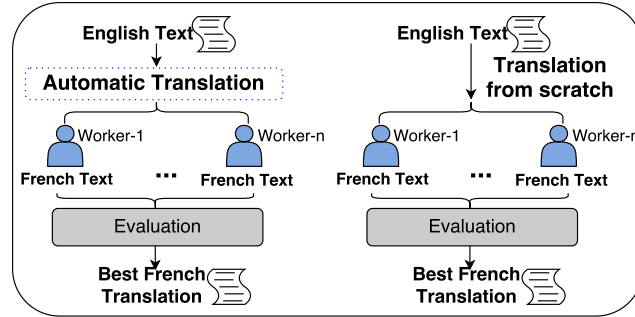 English Text
Automatic Translation
Worker-1
Worker-n
French Text
...
French Text
Evaluation
Best French
Translation
English Text
Translation
from scratch
Worker-1
Worker-n
French Text
...
French Text
Evaluation
Best French
Translation